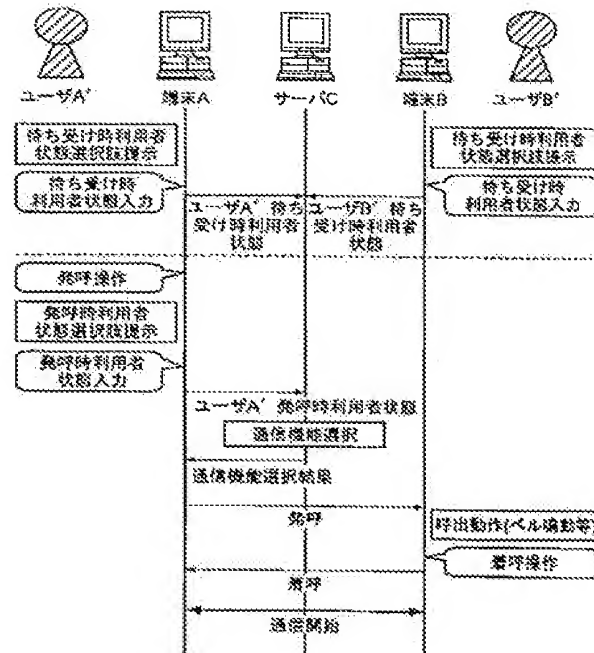 ユーザA'
端末A
サーバC
端末B
ユーザB'
待ち受け時利用者
状態選択肢提示
待ち受け時利用者
状態選択肢提示
待ち受け時
利用者状態入力
待ち受け時
利用者状態入力
ユーザA' 待ち
受け時利用者
状態
ユーザB' 待ち
受け時利用者
状態
発呼操作
発呼時利用者
状態選択肢提示
発呼時利用者
状態入力
ユーザA' 発呼時利用者状態
通信機能選択
通信機能選択結果
発呼
呼出動作(ベル鳴動等)
着呼操作
着呼
通信開始